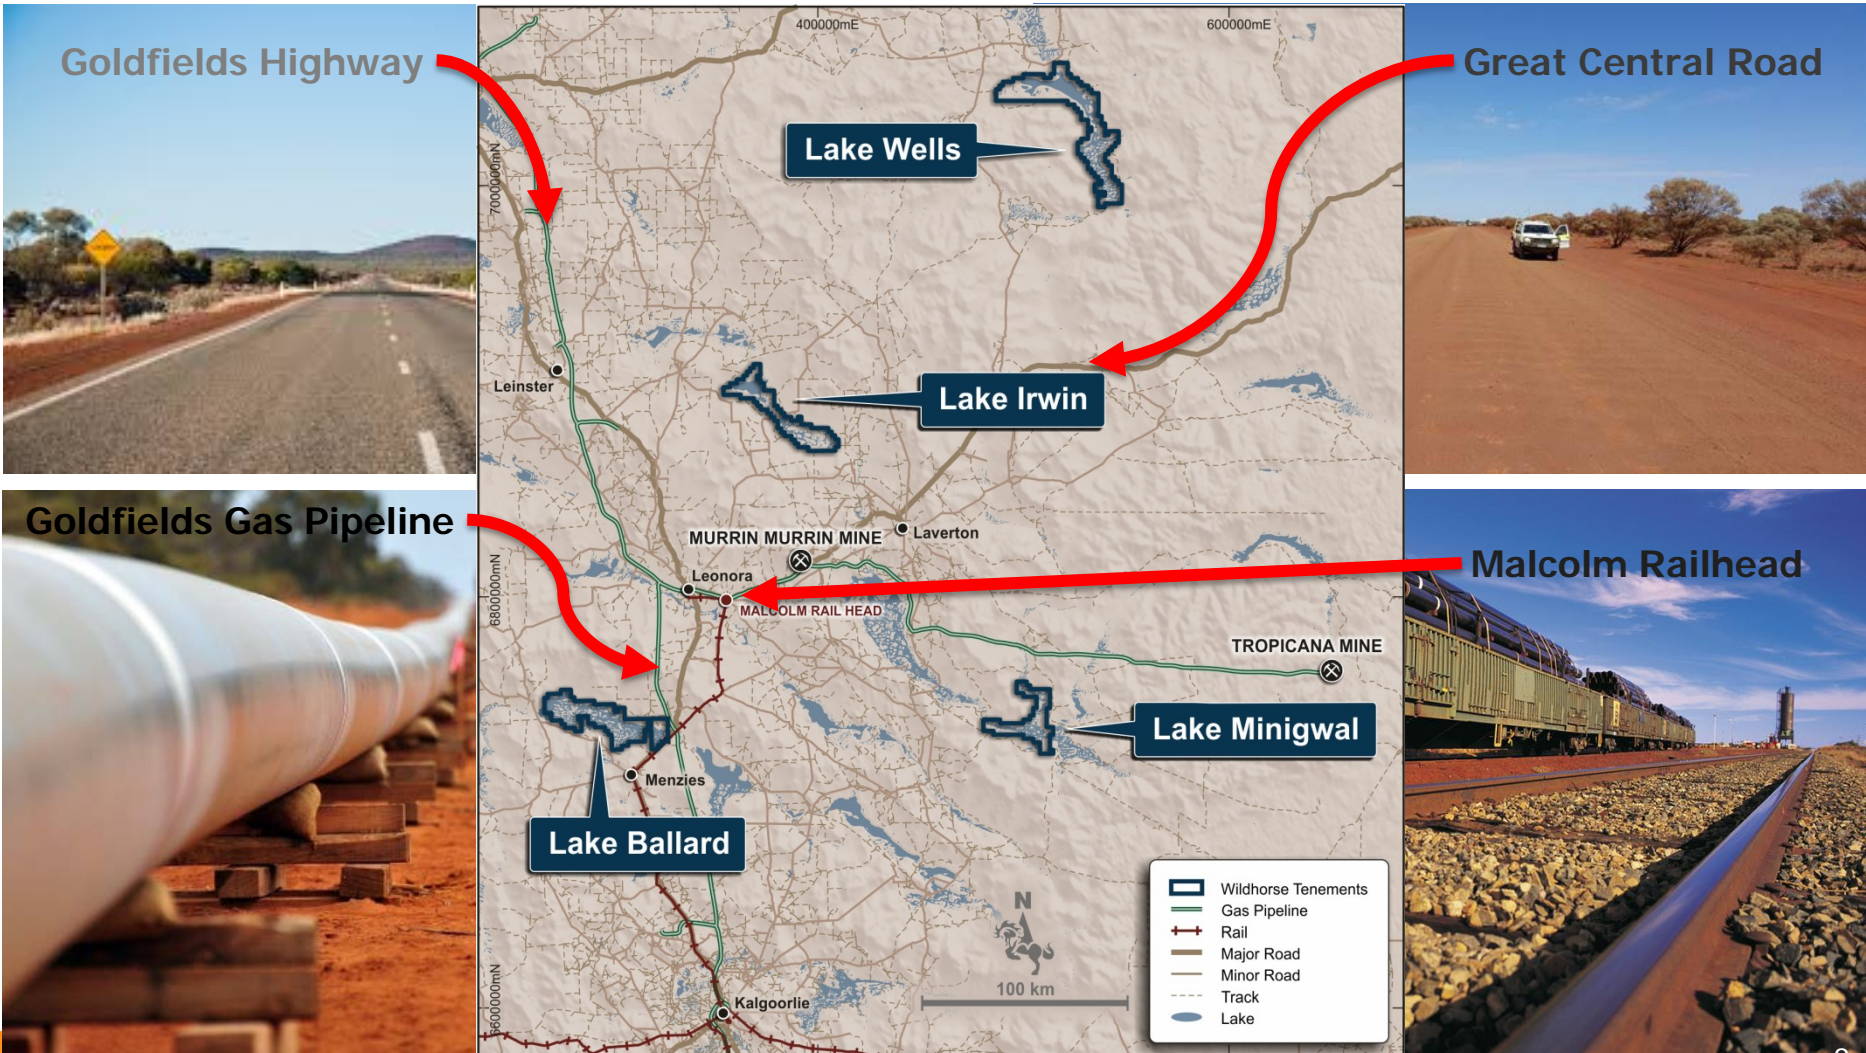 Goldfields Highway
400000mE
600000mE
Great Central Road
Lake Wells
7000000mN
Leinster
Lake Irwin
Goldfields Gas Pipeline
MURRIN MURRIN MINE
Laverton
Malcolm Railhead
Leonora
6800000mN
MALCOLM RAIL HEAD
TROPICANA MINE
Lake Minigwal
Menzies
Lake Ballard
N
100 km
Kalgoorlie
6600000mN
Wildhorse Tenements
Gas Pipeline
Rail
Major Road
Minor Road
Track
Lake